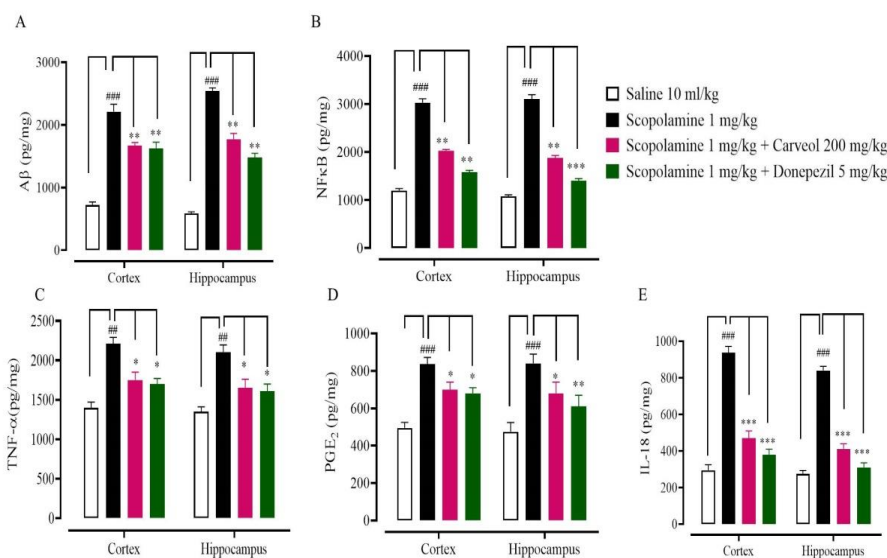 A
Aβ (pg/mg)
3000
2000
1000
0
###
**
**
###
**
**
Cortex
Hippocampus
B
NFκB (pg/mg)
4000
3000
2000
1000
0
###
**
**
###
**
***
Cortex
Hippocampus
Saline 10 ml/kg
Scopolamine 1 mg/kg
Scopolamine 1 mg/kg + Carveol 200 mg/kg
Scopolamine 1 mg/kg + Donepezil 5 mg/kg
C
TNF-α(pg/mg)
2500
2000
1500
1000
500
0
##
*
*
##
*
*
Cortex
Hippocampus
D
PGE₂ (pg/mg)
1000
800
600
400
200
0
###
*
*
###
*
**
Cortex
Hippocampus
E
IL-18 (pg/mg)
1000
800
600
400
200
0
###
***
***
###
***
***
Cortex
Hippocampus